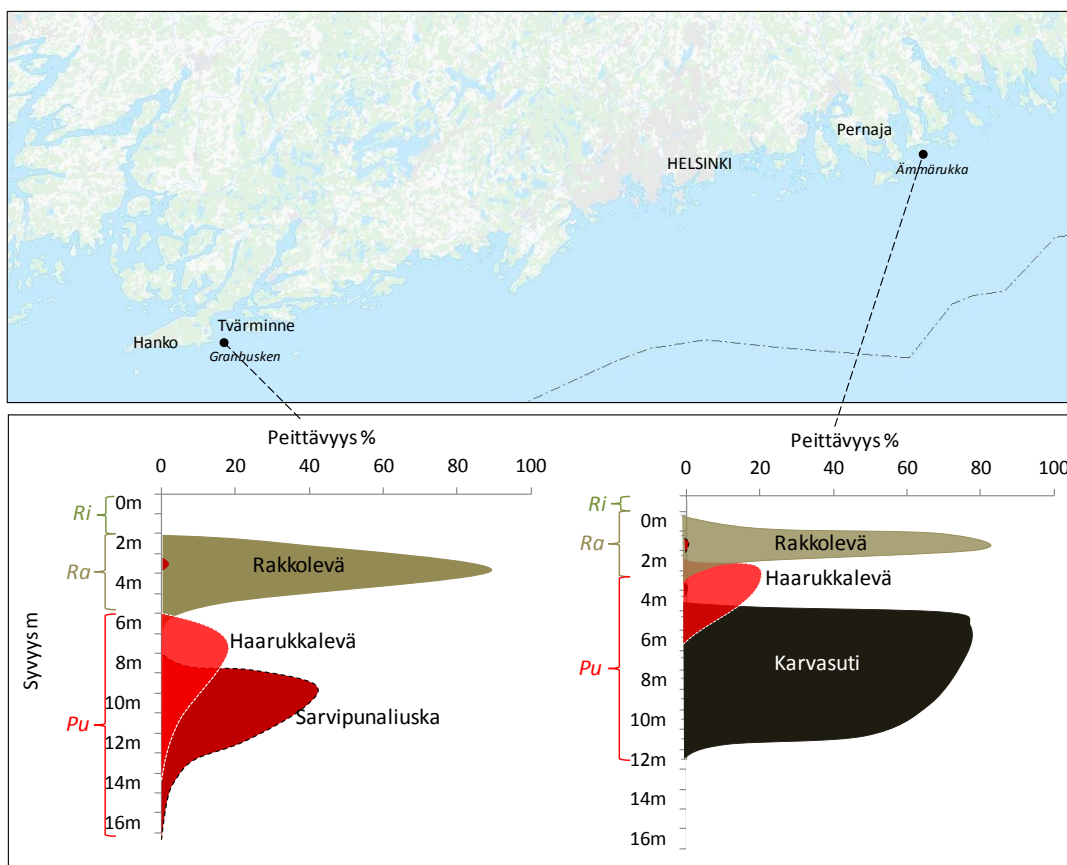 Pernaja
HELSINKI
Ämmärukka
Tvärminne
Hanko
Granbusken
Peittävyys %
0 20 40 60 80 100
Syvyys m
0m
2m
4m
6m
8m
10m
12m
14m
16m
Ri
Ra
Pu
Rakkolevä
Haarukkalevä
Sarvipunaliuska
Peittävyys %
0 20 40 60 80 100
0m
2m
4m
6m
8m
10m
12m
14m
16m
Ri
Ra
Pu
Rakkolevä
Haarukkalevä
Karvasuti